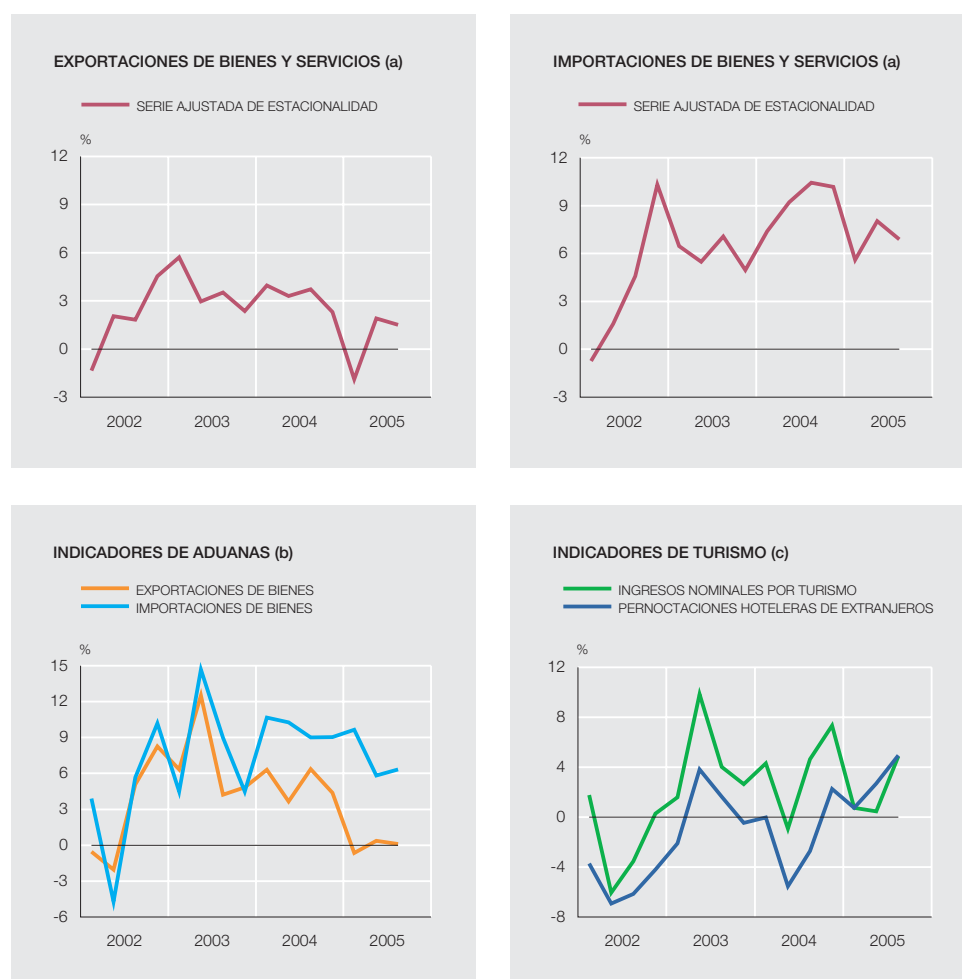 EXPORTACIONES DE BIENES Y SERVICIOS (a)
SERIE AJUSTADA DE ESTACIONALIDAD
%
12
9
6
3
0
-3
2002 2003 2004 2005
IMPORTACIONES DE BIENES Y SERVICIOS (a)
SERIE AJUSTADA DE ESTACIONALIDAD
%
12
9
6
3
0
-3
2002 2003 2004 2005
INDICADORES DE ADUANAS (b)
EXPORTACIONES DE BIENES
IMPORTACIONES DE BIENES
%
15
12
9
6
3
0
-3
-6
2002 2003 2004 2005
INDICADORES DE TURISMO (c)
INGRESOS NOMINALES POR TURISMO
PERNOCTACIONES HOTELERAS DE EXTRANJEROS
%
12
8
4
0
-4
-8
2002 2003 2004 2005